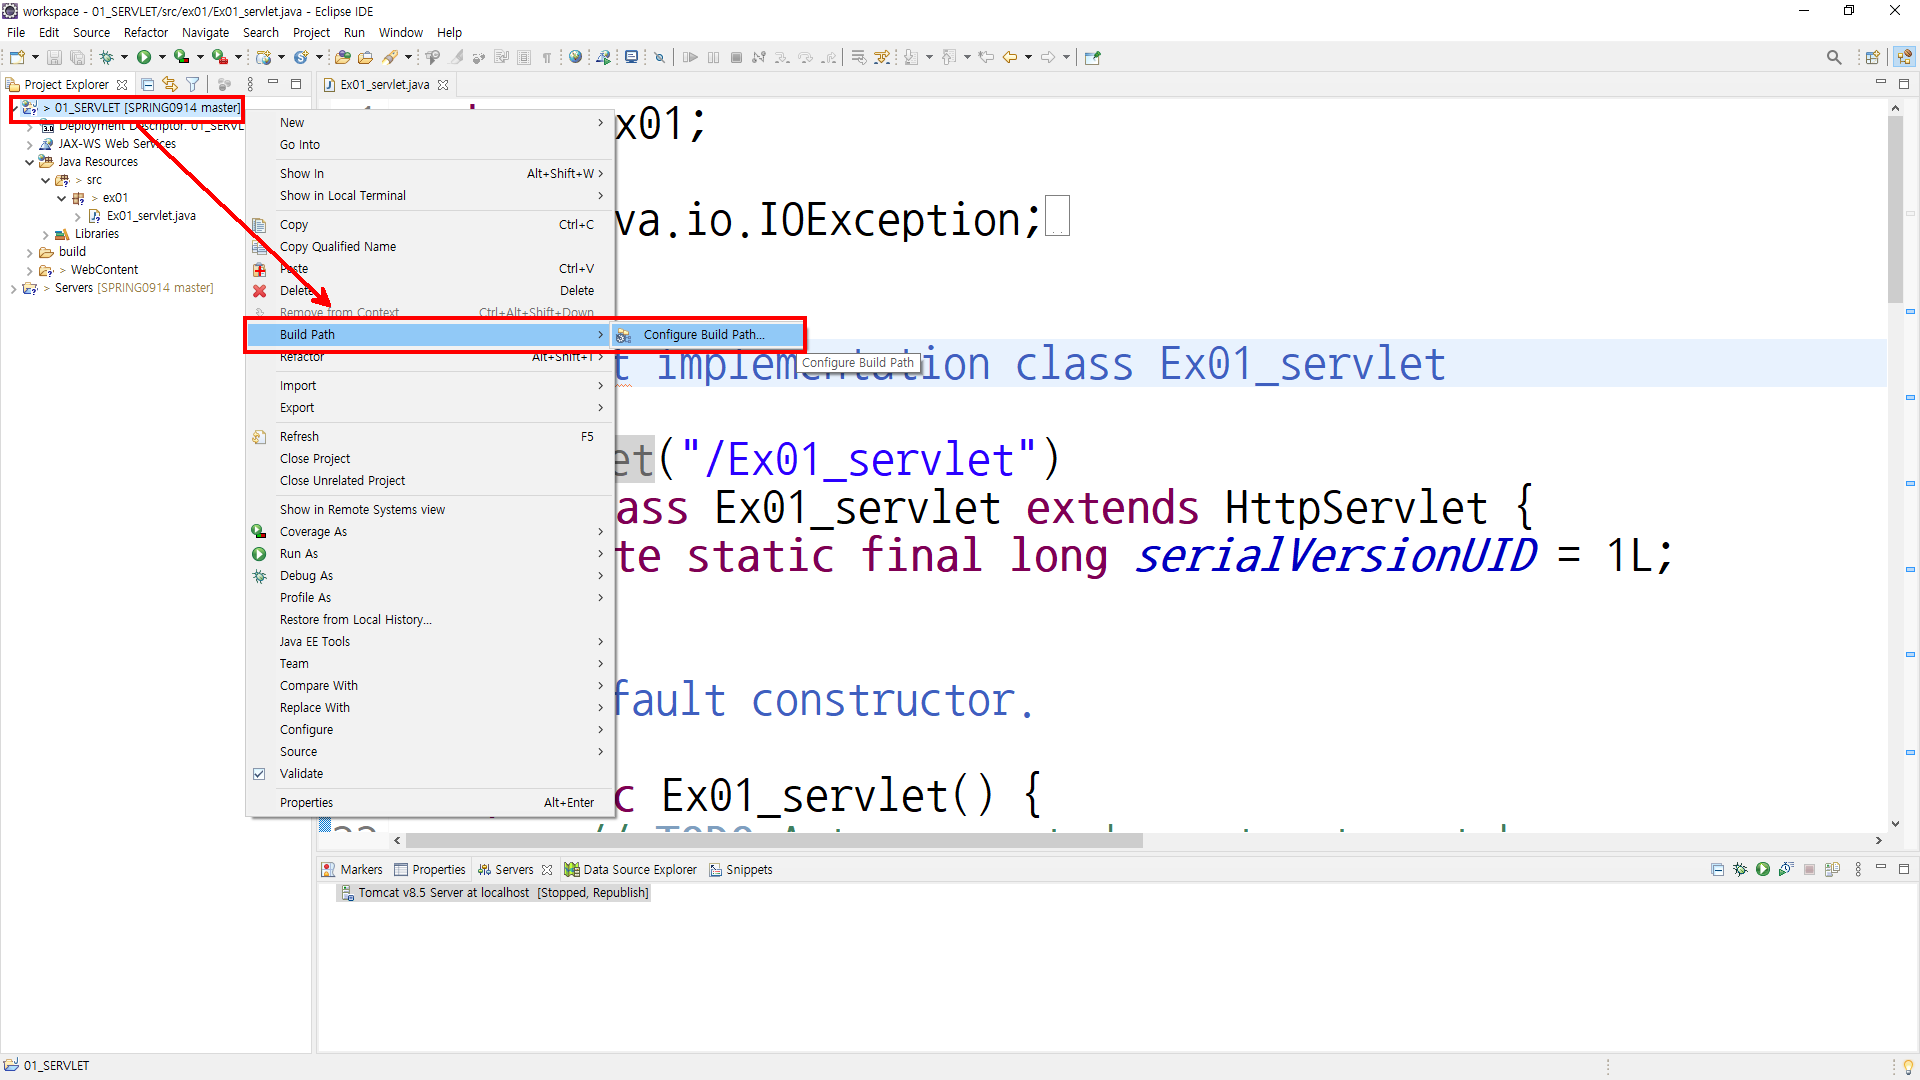 workspace - 01_SERVLET/src/ex01/Ex01_servlet.java - Eclipse IDE
File Edit Source Refactor Navigate Search Project Run Window Help
Project Explorer
Ex01_servlet.java
> 01_SERVLET [SPRING0914 master]
Deployment Descriptor: 01_SERVL
JAX-WS Web Services
Java Resources
> src
> ex01
Ex01_servlet.java
Libraries
build
> WebContent
> Servers [SPRING0914 master]
New
Go Into
Show In Alt+Shift+W
Show in Local Terminal
Copy Ctrl+C
Copy Qualified Name
Paste Ctrl+V
Delete Delete
Remove from Context Ctrl+Alt+Shift+Down
Build Path
Configure Build Path...
Configure Build Path
Refactor Alt+Shift+T
Import
Export
Refresh F5
Close Project
Close Unrelated Project
Show in Remote Systems view
Coverage As
Run As
Debug As
Profile As
Restore from Local History...
Java EE Tools
Team
Compare With
Replace With
Configure
Source
Validate
Properties Alt+Enter
x01;
va.io.IOException;
t implementation class Ex01_servlet
et("/Ex01_servlet")
ass Ex01_servlet extends HttpServlet {
te static final long serialVersionUID = 1L;
fault constructor.
c Ex01_servlet() {
// TODO
Markers Properties Servers Data Source Explorer Snippets
Tomcat v8.5 Server at localhost [Stopped, Republish]
01_SERVLET